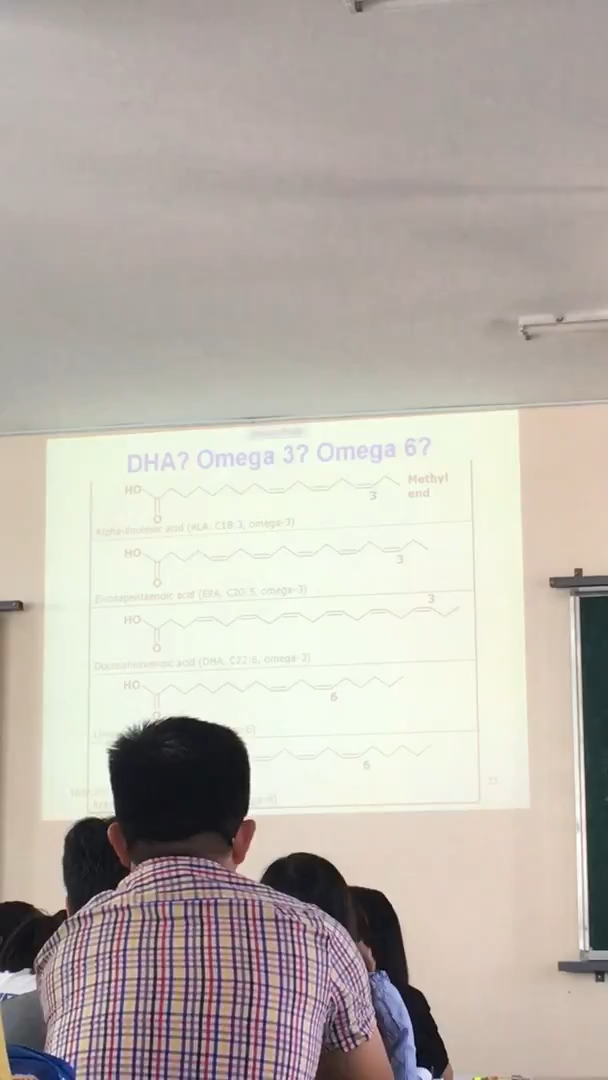 DHA? Omega 3? Omega 6?
HO
3
Methyl
end
O
Alpha-linolenic acid (ALA, C18:3, omega-3)
HO
3
O
Eicosapentaenoic acid (EPA, C20:5, omega-3)
3
HO
O
Docosahexaenoic acid (DHA, C22:6, omega-3)
HO
6
O
6